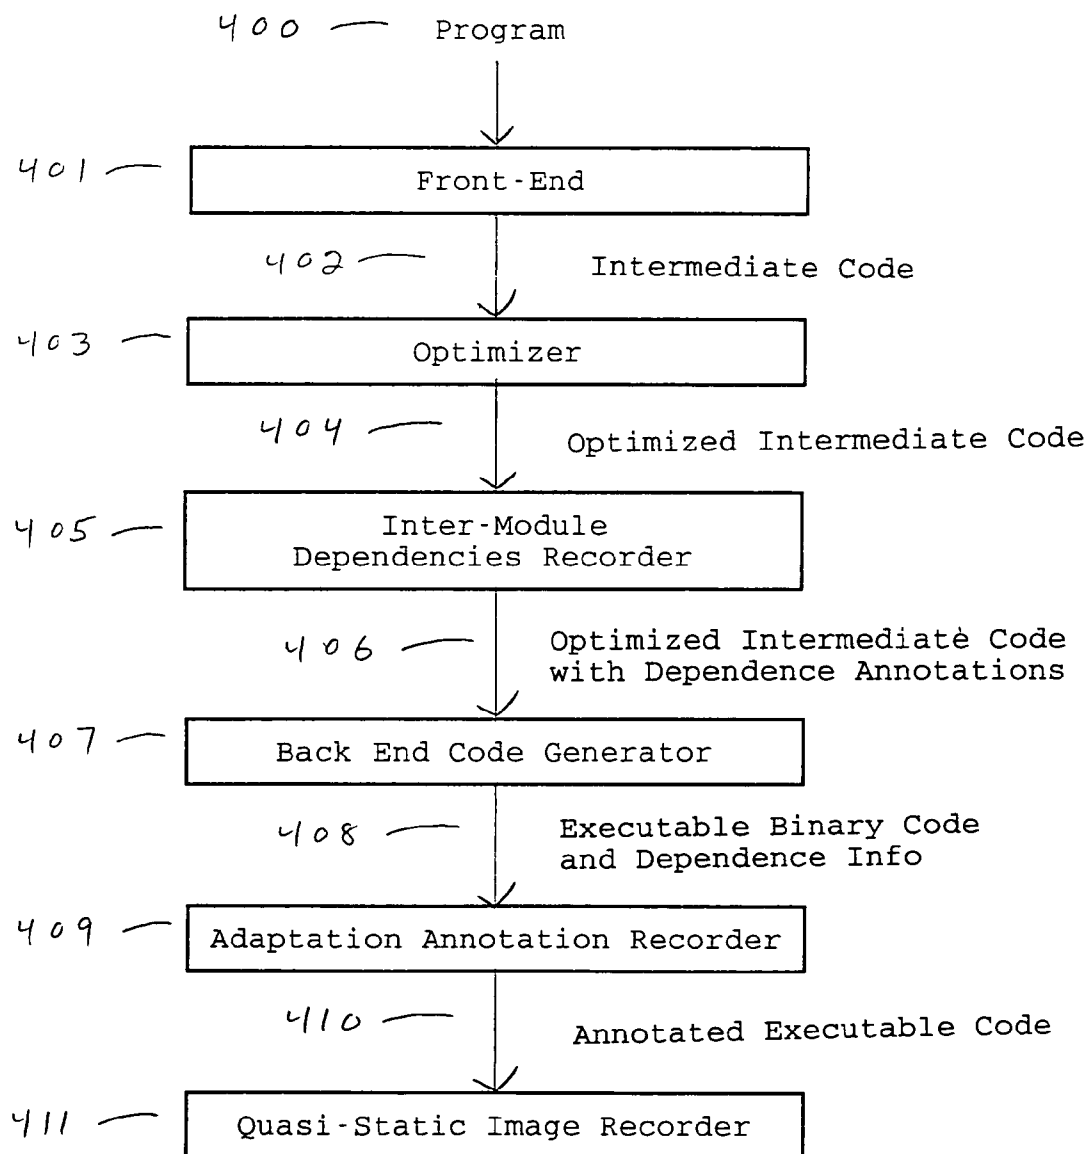 400 Program
401 Front-End
402 Intermediate Code
403 Optimizer
404 Optimized Intermediate Code
405 Inter-Module
Dependencies Recorder
406 Optimized Intermediate Code
with Dependence Annotations
407 Back End Code Generator
408 Executable Binary Code
and Dependence Info
409 Adaptation Annotation Recorder
410 Annotated Executable Code
411 Quasi-Static Image Recorder